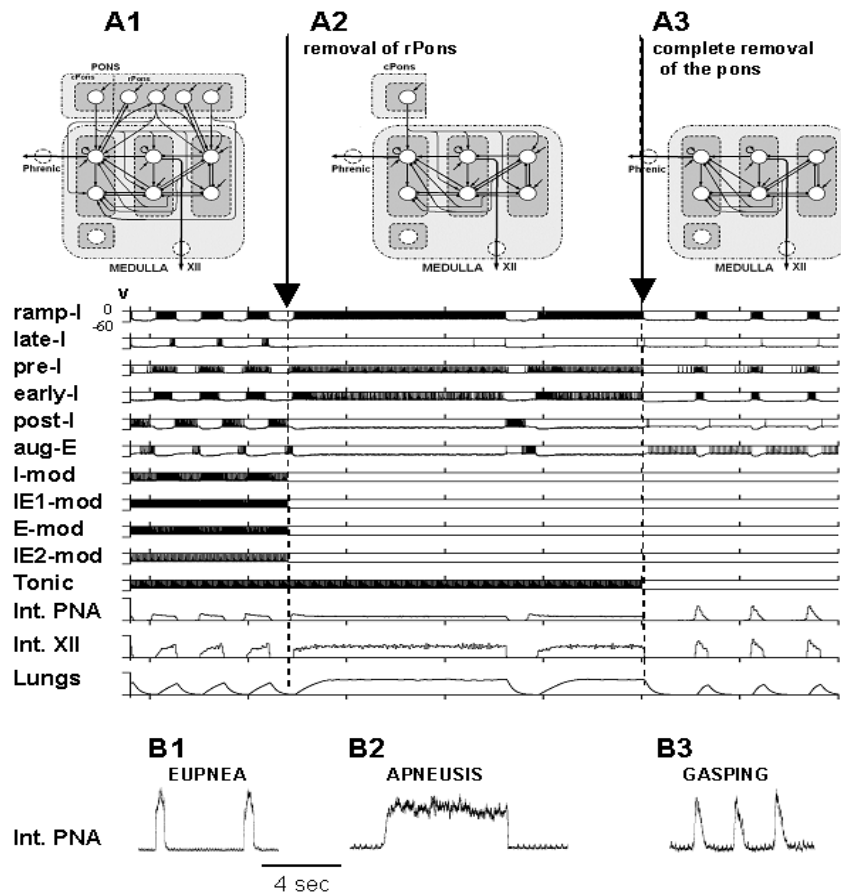 A1 A2 A3
removal of rPons
complete removal
of the pons
PONS
cPons rPons
cPons
Phrenic
Phrenic
Phrenic
MEDULLA XII
MEDULLA XII
MEDULLA XII
V
ramp-I 0
-60
late-I
pre-I
early-I
post-I
aug-E
I-mod
IE1-mod
E-mod
IE2-mod
Tonic
Int. PNA
Int. XII
Lungs
B1 B2 B3
EUPNEA APNEUSIS GASPING
Int. PNA
4 sec